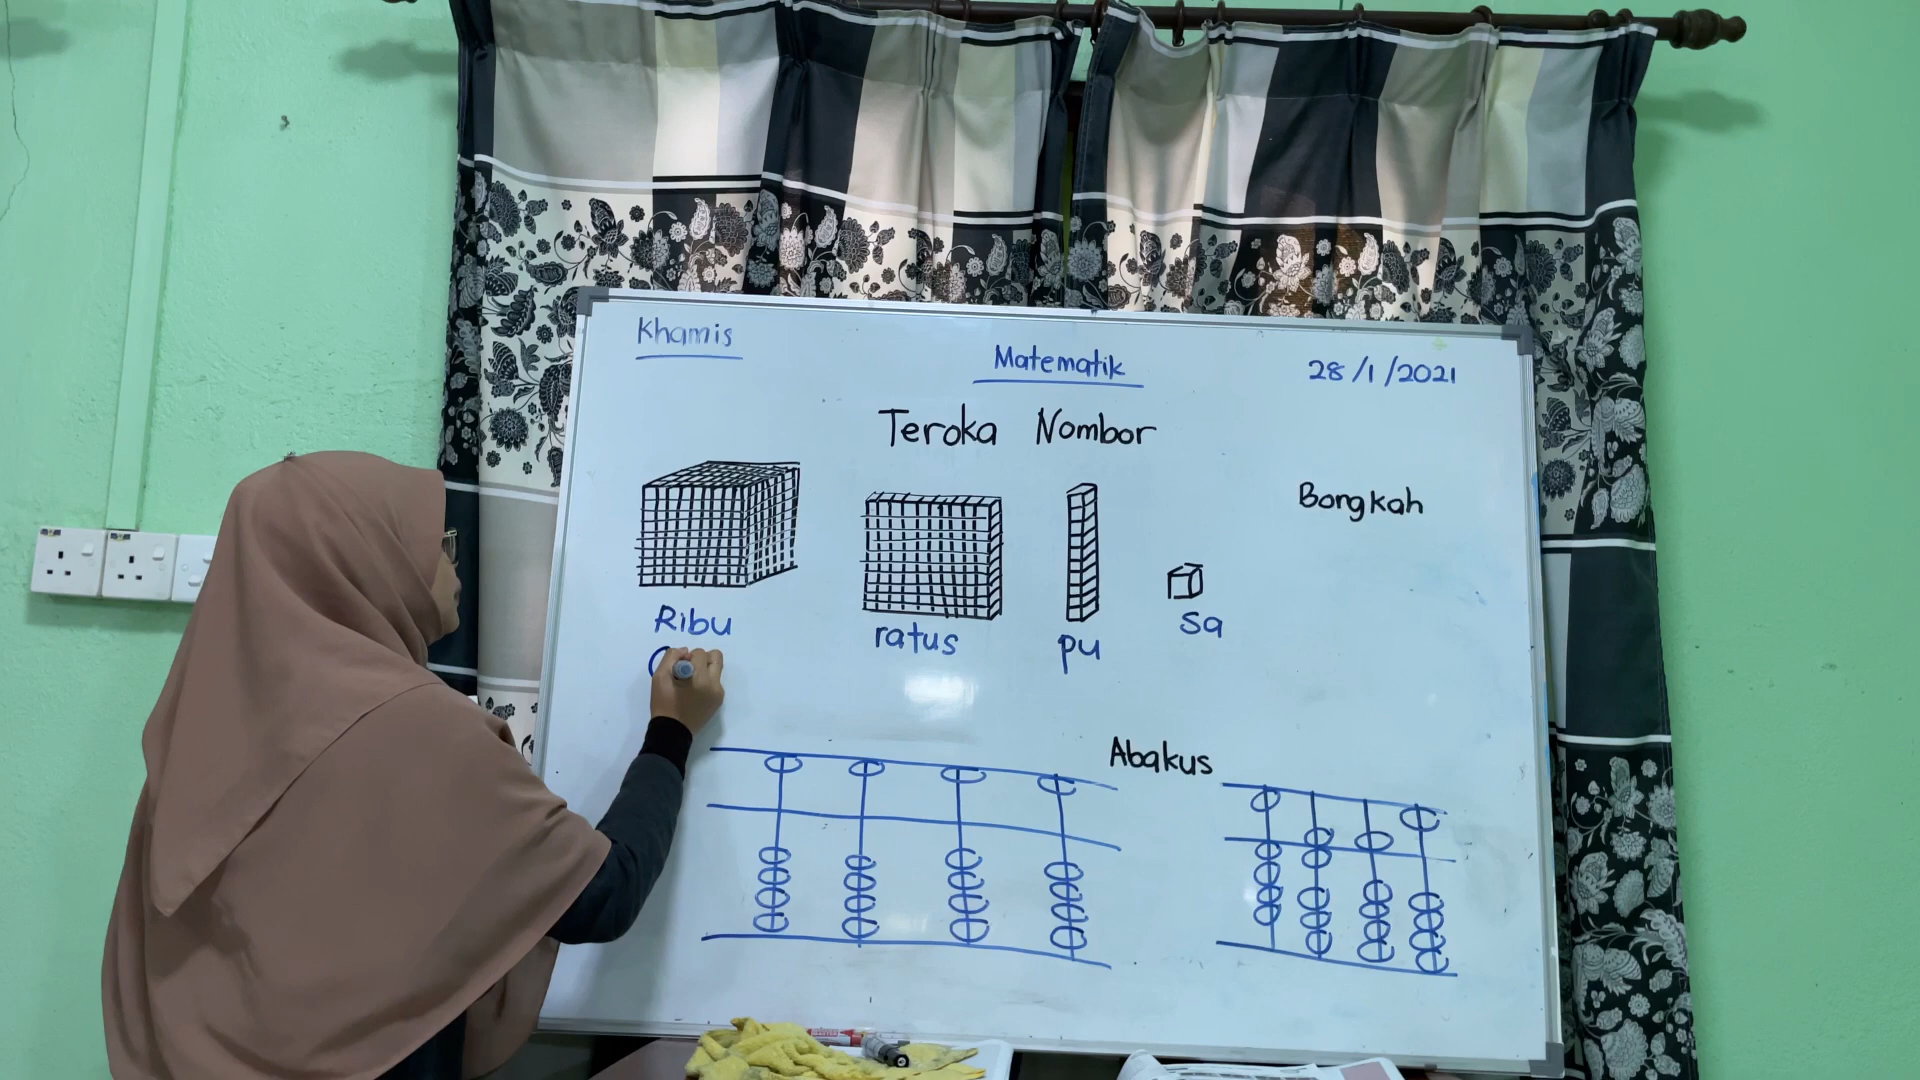 Khamis
Matematik
28/1/2021
Teroka Nombor
Bongkah
Ribu
ratus
pu
sa
Abakus